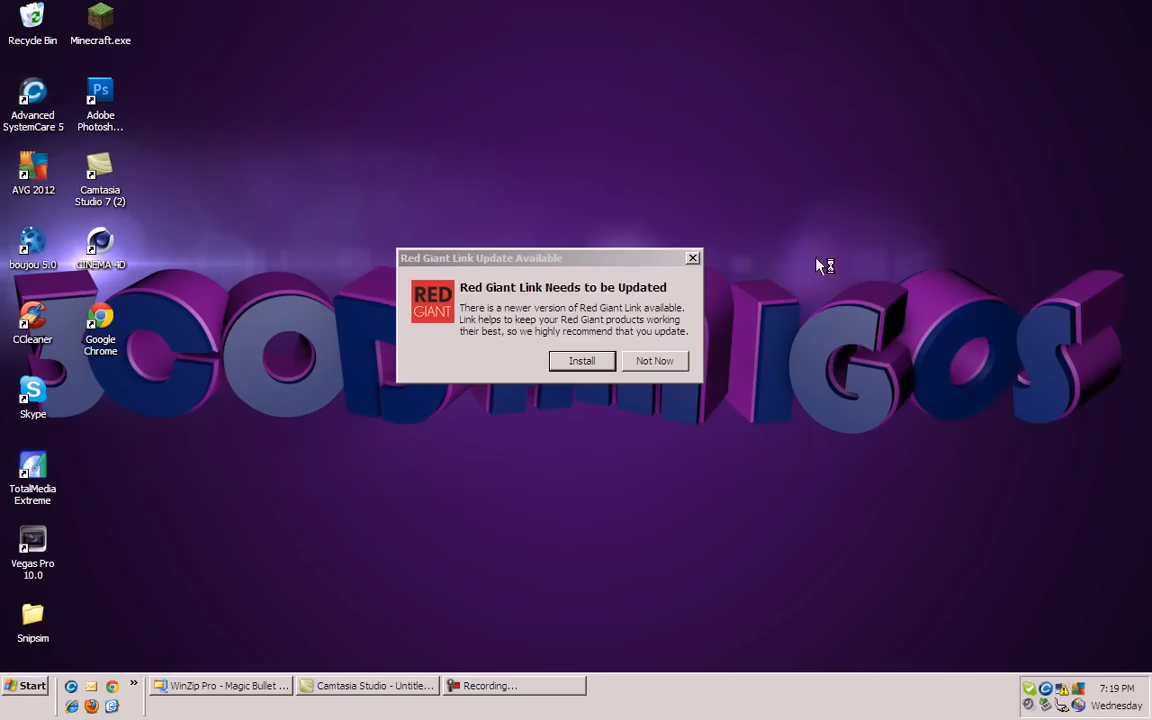 Recycle Bin
Minecraft.exe
Advanced
SystemCare 5
Ps
Adobe
Photosh...
AVG 2012
Camtasia
Studio 7 (2)
boujou 5.0
CINEMA 4D
CCleaner
Google
Chrome
Skype
TotalMedia
Extreme
Vegas Pro
10.0
Snipsim
Red Giant Link Update Available
RED
GIANT
Red Giant Link Needs to be Updated
There is a newer version of Red Giant Link available.
Link helps to keep your Red Giant products working
their best, so we highly recommend that you update.
Install
Not Now
Start
WinZip Pro - Magic Bullet ...
Camtasia Studio - Untitle...
Recording...
7:19 PM
Wednesday